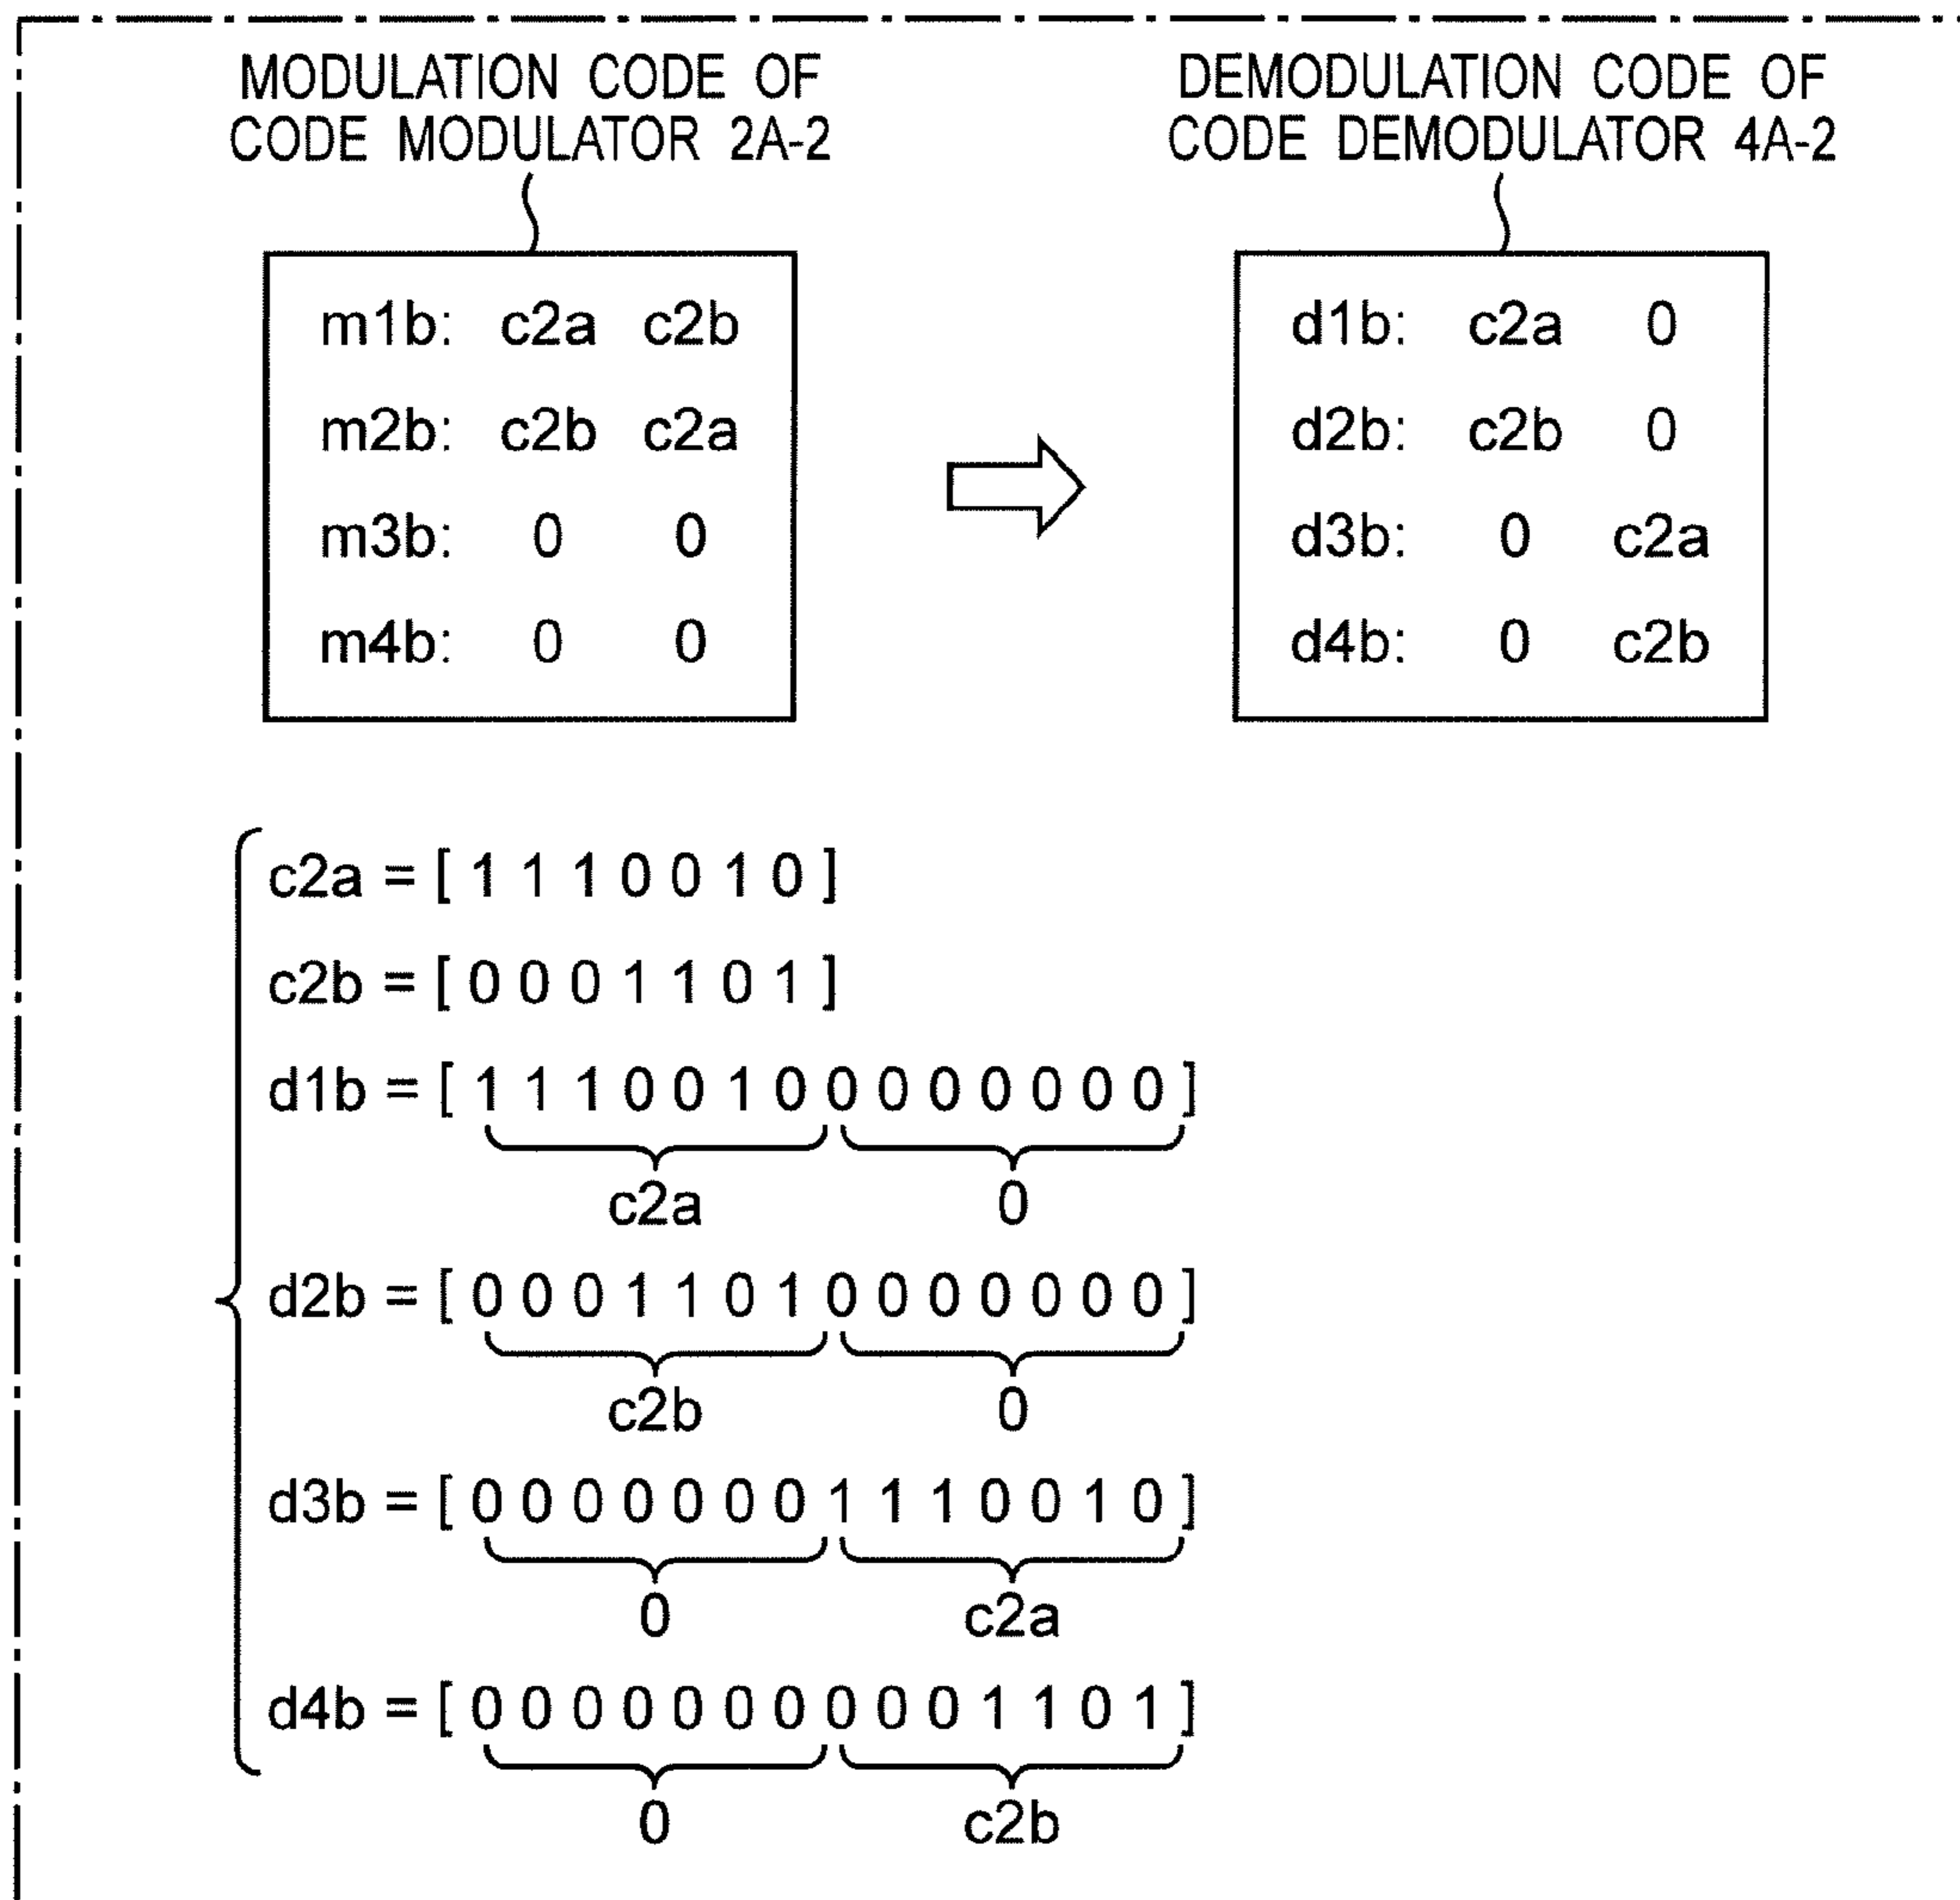 MODULATION CODE OF
CODE MODULATOR 2A-2
m1b: c2a c2b
m2b: c2b c2a
m3b: 0 0
m4b: 0 0
DEMODULATION CODE OF
CODE DEMODULATOR 4A-2
d1b: c2a 0
d2b: c2b 0
d3b: 0 c2a
d4b: 0 c2b
c2a = [ 1 1 1 0 0 1 0 ]
c2b = [ 0 0 0 1 1 0 1 ]
d1b = [ 1 1 1 0 0 1 0 0 0 0 0 0 0 0 ]
c2a 0
d2b = [ 0 0 0 1 1 0 1 0 0 0 0 0 0 0 ]
c2b 0
d3b = [ 0 0 0 0 0 0 0 1 1 1 0 0 1 0 ]
0 c2a
d4b = [ 0 0 0 0 0 0 0 0 0 0 1 1 0 1 ]
0 c2b